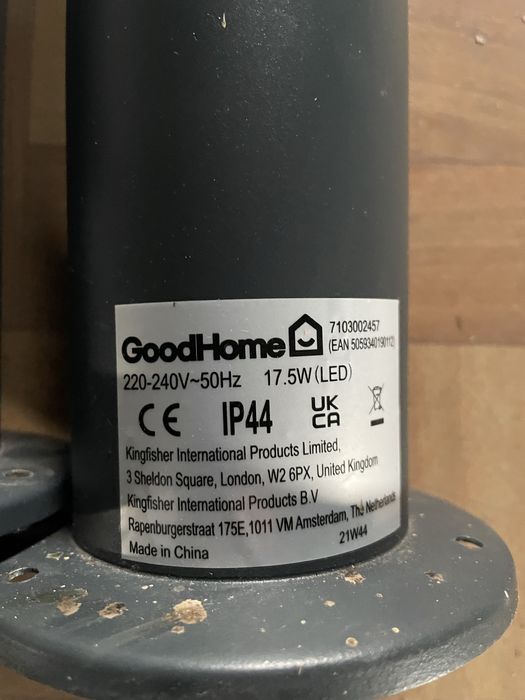 GoodHome
7103002457
(EAN 5059340190112)
220-240V~50Hz 17.5W (LED)
CE IP44 UK
CA
Kingfisher International Products Limited,
3 Sheldon Square, London, W2 6PX, United Kingdom
Kingfisher International Products B.V
Rapenburgerstraat 175E,1011 VM Amsterdam, The Netherlands
Made in China
21W44